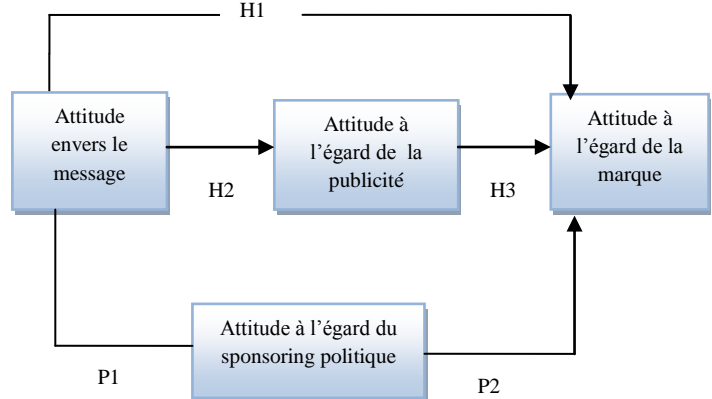 H1
Attitude
envers le
message
H2
Attitude à
l’égard de la
publicité
H3
Attitude à
l’égard de la
marque
P1
Attitude à l’égard du
sponsoring politique
P2